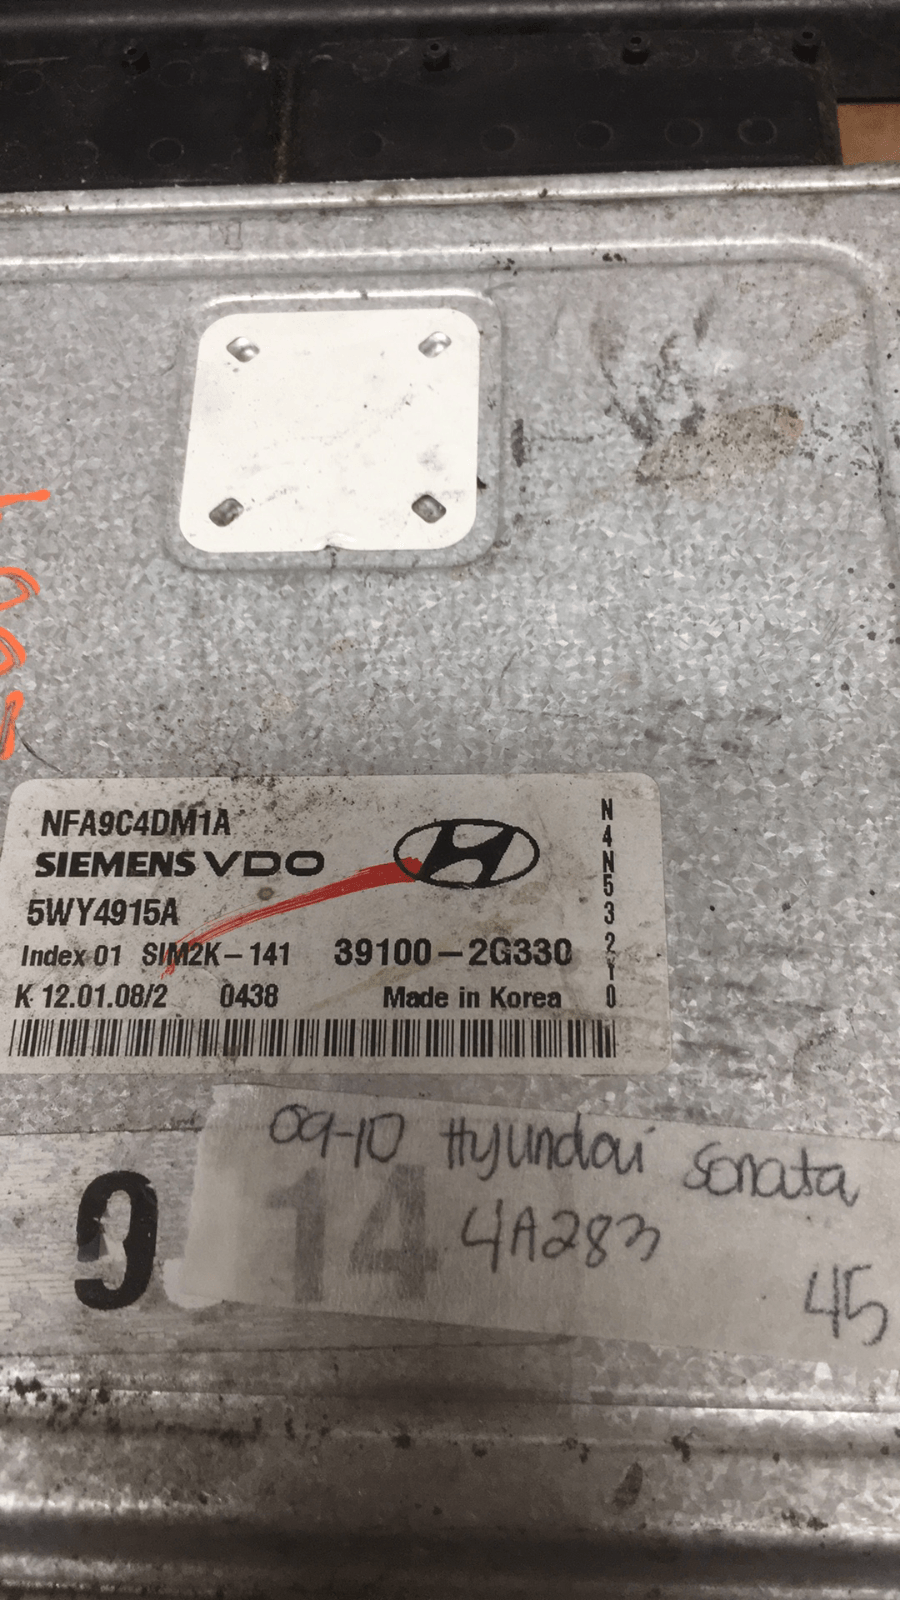 NFA9C4DM1A
SIEMENS VDO
5WY4915A
Index 01 SIM2K-141 39100-2G330
K 12.01.08/2 0438 Made in Korea
N4N532Y0
09-10 Hyundai Sonata
9 14 4A283
45